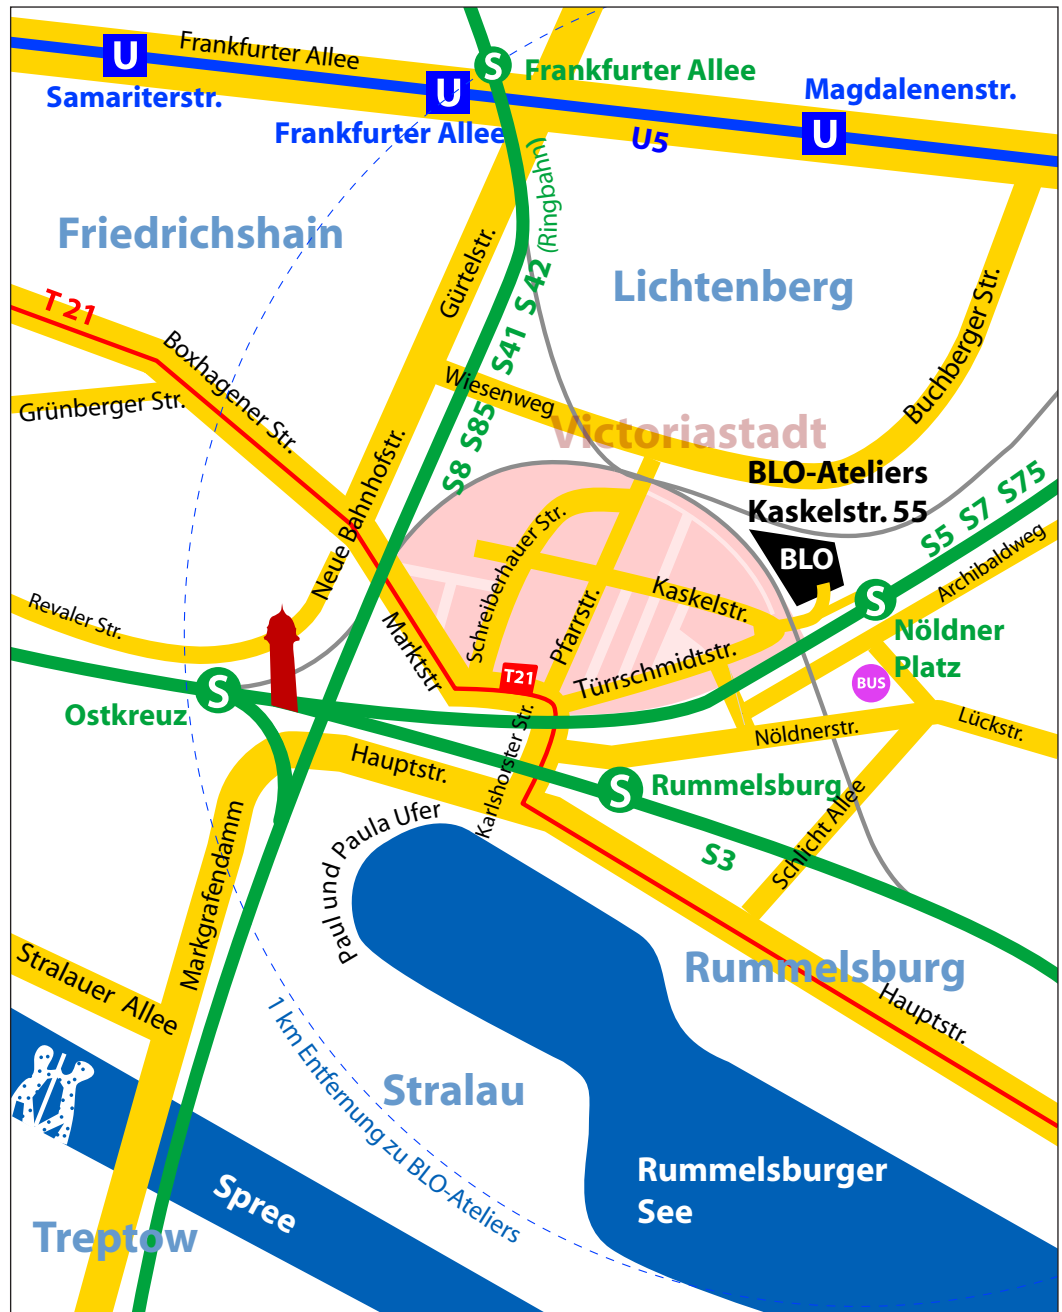 Frankfurter Allee
U
S
Frankfurter Allee
Samariterstr.
U
Magdalenenstr.
Frankfurter Allee
U5
U
(Ringbahn)
Friedrichshain
Gürtelstr.
Lichtenberg
S8 S85 S41 S 42
T 21
Boxhagener Str.
Buchberger Str.
Grünberger Str.
Wiesenweg
Victoriastadt
BLO-Ateliers
Kaskelstr. 55
Neue Bahnhofstr.
S5 S7 S75
BLO
Schreiberhauer Str.
Kaskelstr.
Archibaldweg
S
Revaler Str.
Pfarrstr.
Nöldner
Platz
Marktstr
T21
Türrschmidtstr.
BUS
S
Ostkreuz
Nöldnerstr.
Lückstr.
Karlshorster Str.
Hauptstr.
S
Rummelsburg
Paul und Paula Ufer
Schlicht Allee
S3
Markgrafendamm
Stralauer Allee
Rummelsburg
Hauptstr.
1 km Entfernung zu BLO-Ateliers
Stralau
Rummelsburger
See
Spree
Treptow